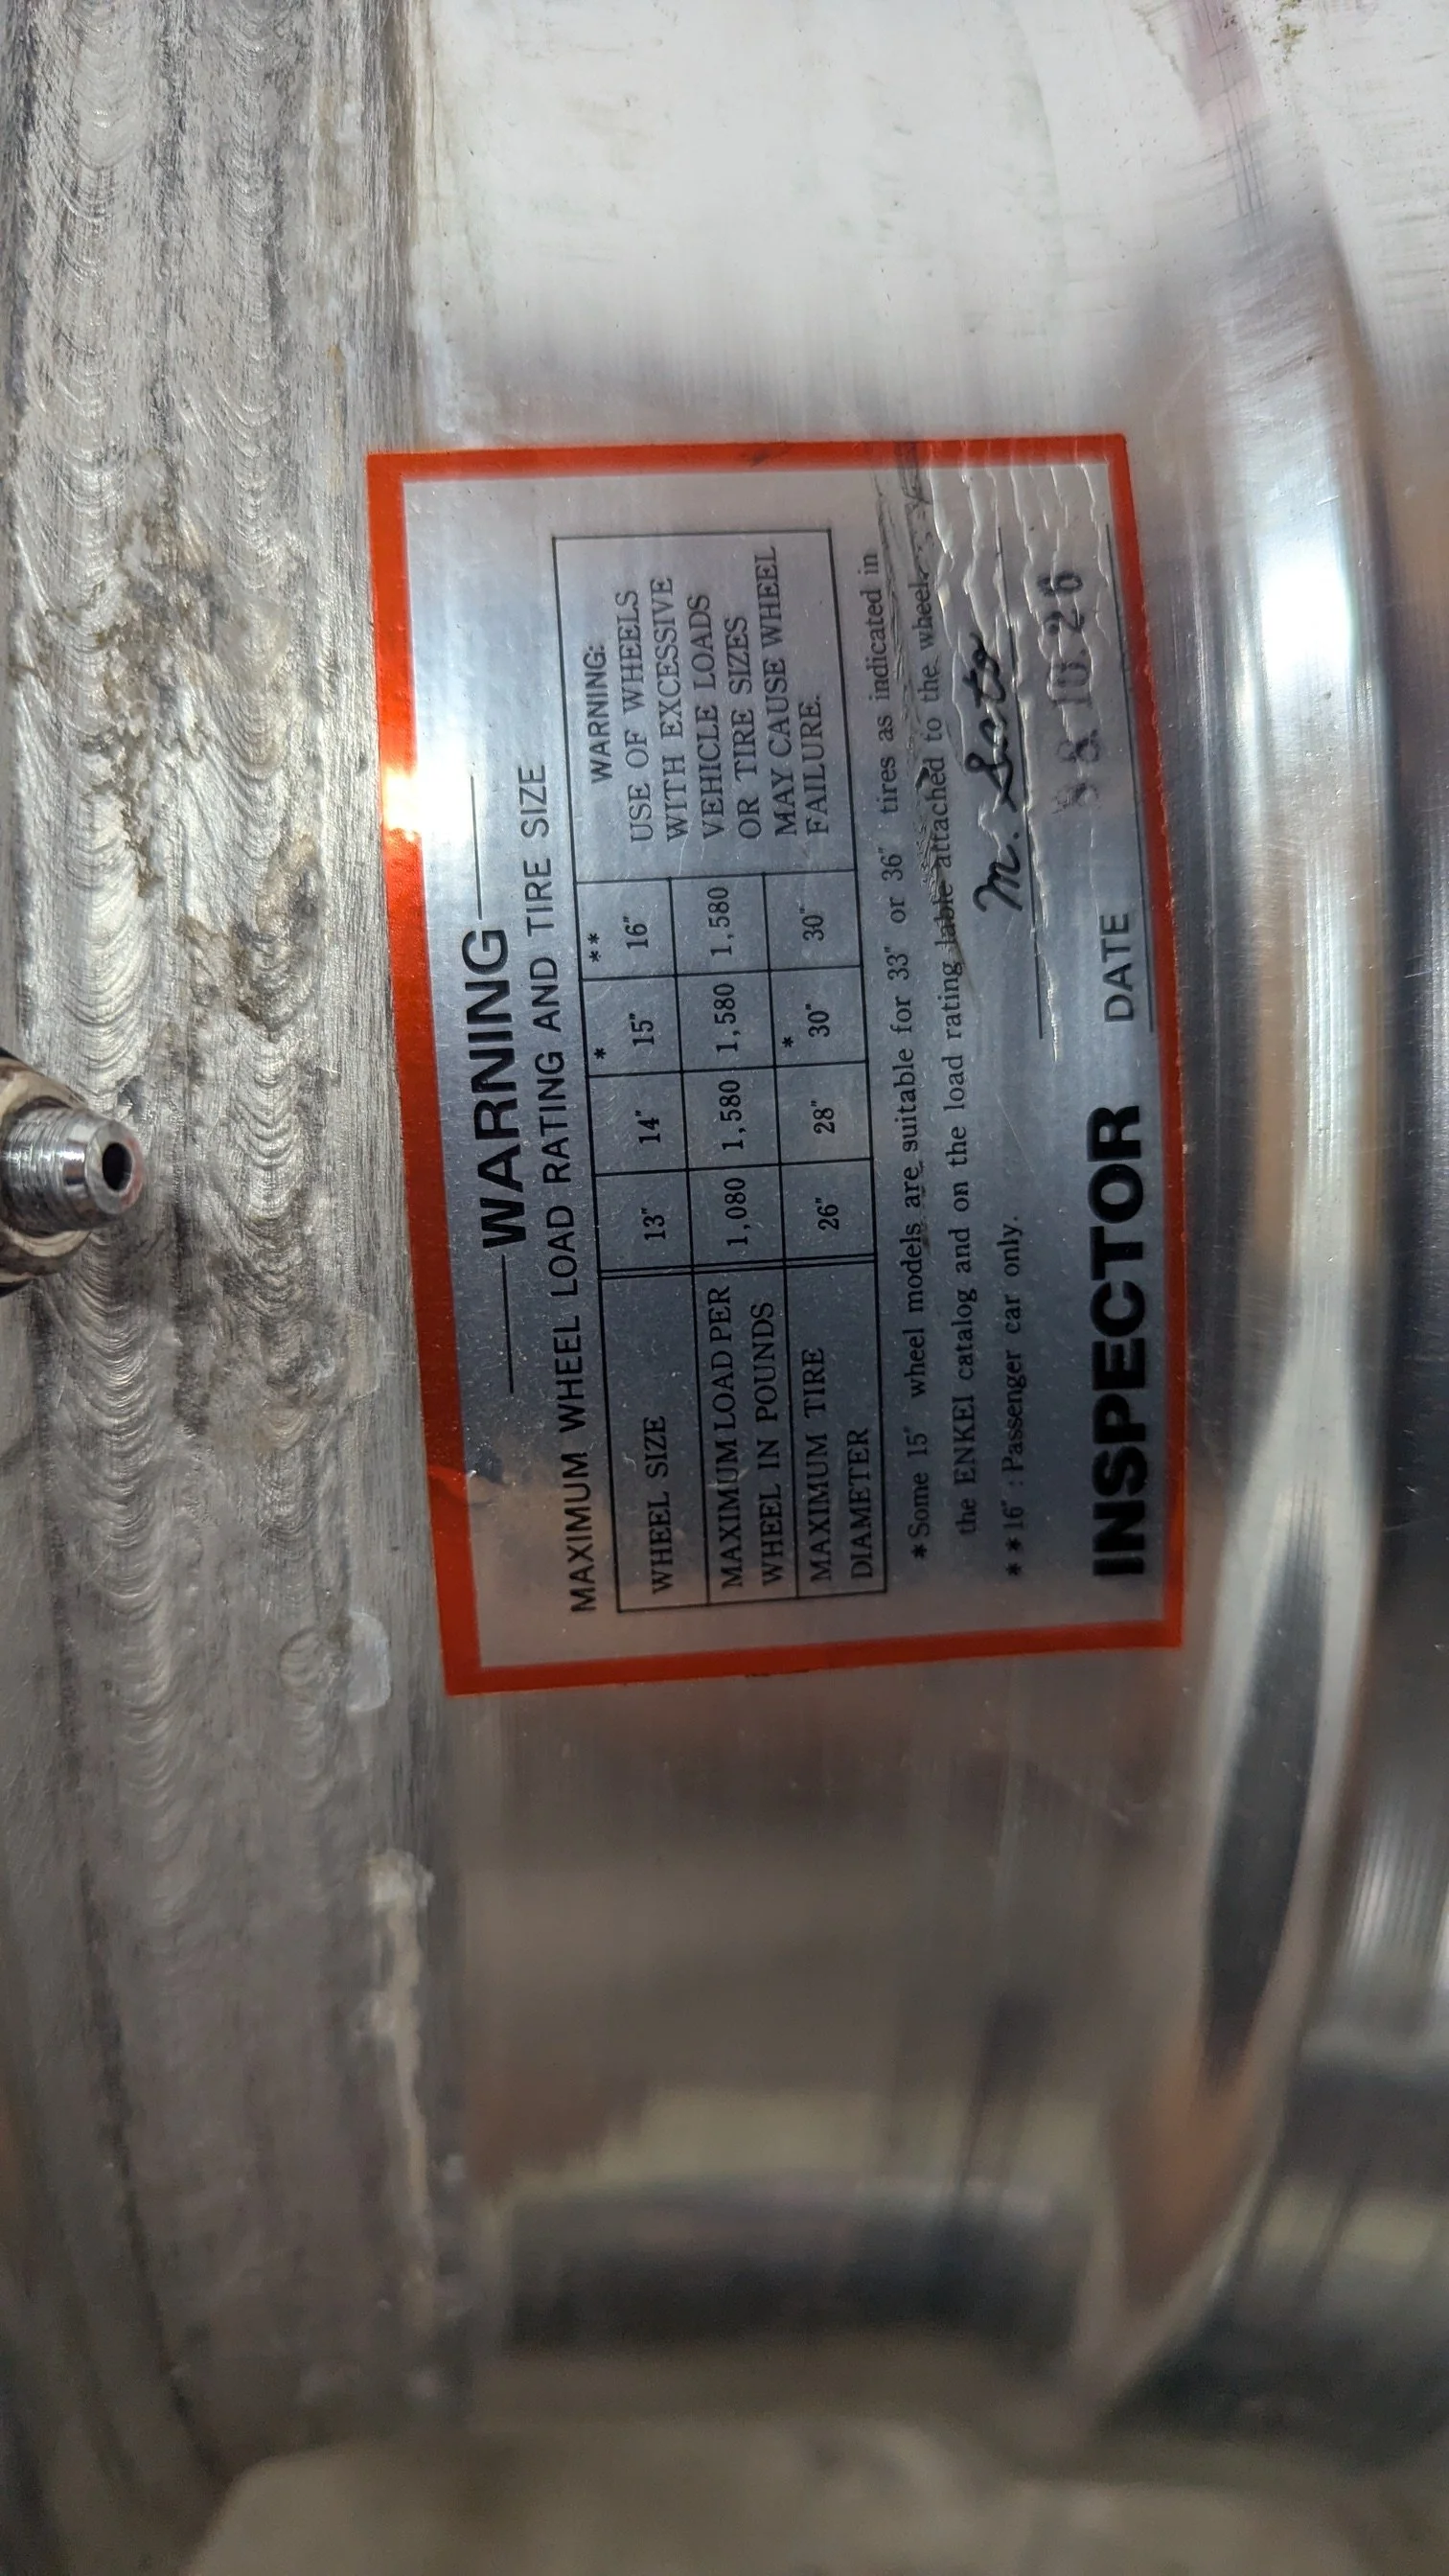 WARNING
MAXIMUM WHEEL LOAD RATING AND TIRE SIZE
WHEEL SIZE 13" 14" * 15" ** 16"
MAXIMUM LOAD PER WHEEL IN POUNDS 1,080 1,580 1,580 1,580
MAXIMUM TIRE DIAMETER 26" 28" * 30" 30"
WARNING:
USE OF WHEELS
WITH EXCESSIVE
VEHICLE LOADS
OR TIRE SIZES
MAY CAUSE WHEEL
FAILURE.
*Some 15" wheel models are suitable for 33" or 36" tires as indicated in
the ENKEI catalog and on the load rating lable attached to the wheel.
**16" : Passenger car only.
M. Seto
INSPECTOR DATE 88.10.26